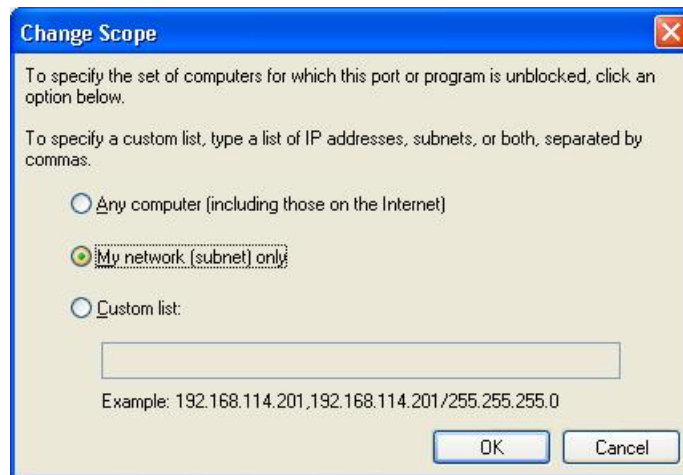 Change Scope
To specify the set of computers for which this port or program is unblocked, click an
option below.
To specify a custom list, type a list of IP addresses, subnets, or both, separated by
commas.
Any computer (including those on the Internet)
My network (subnet) only
Custom list:
Example: 192.168.114.201,192.168.114.201/255.255.255.0
OK Cancel